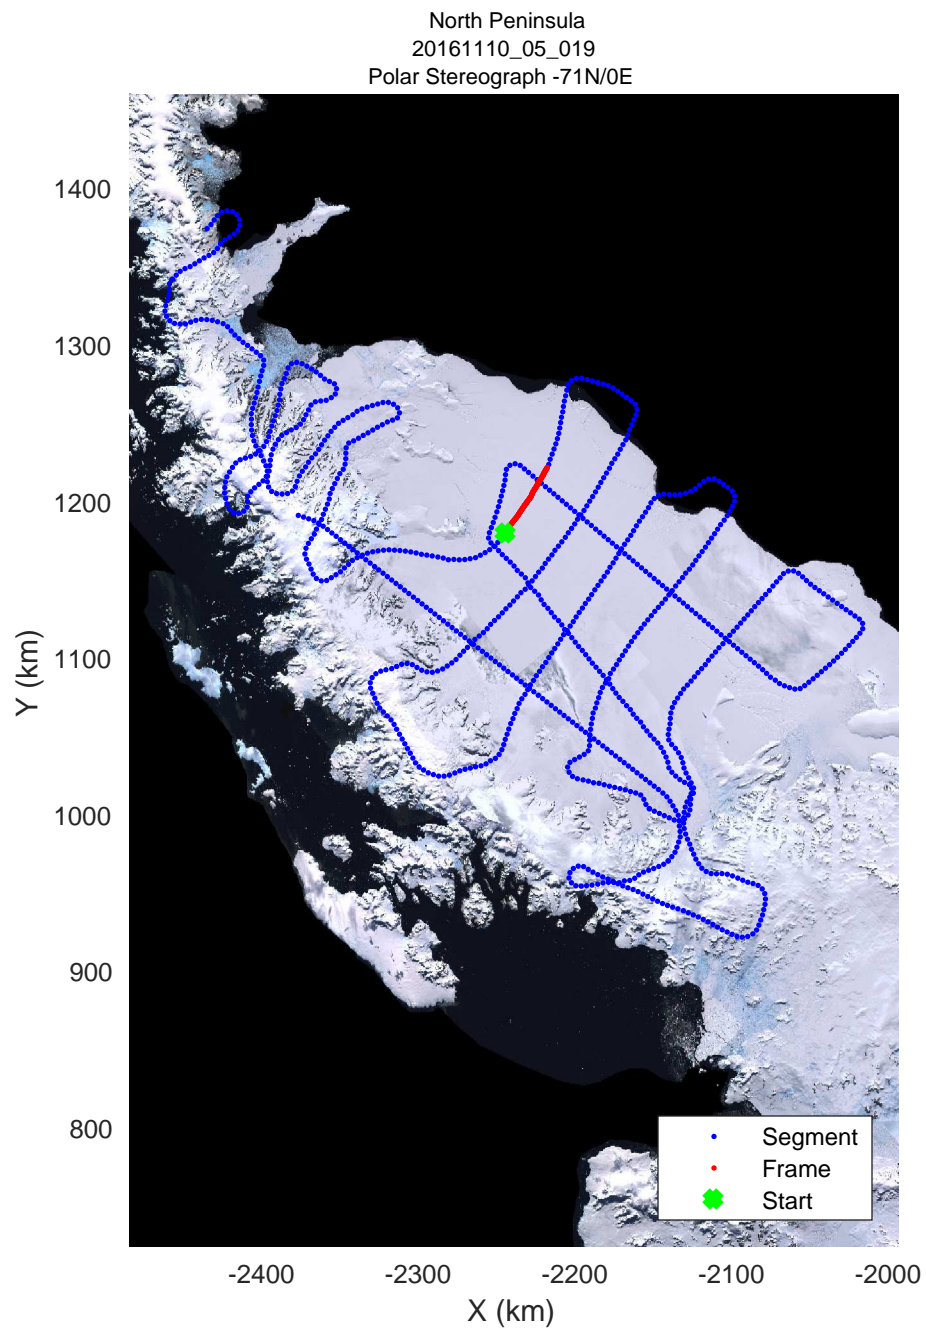 North Peninsula
20161110_05_019
Polar Stereograph -71N/0E
1400
1300
1200
1100
1000
900
800
Y (km)
Segment
Frame
Start
-2400
-2300
-2200
-2100
-2000
X (km)